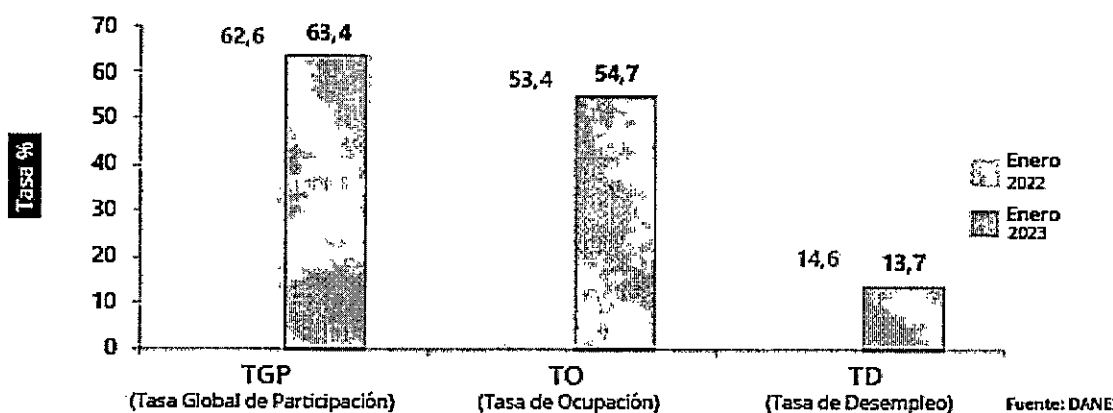 70
60
50
40
30
20
10
0
Tasa %
62,6 63,4
53,4 54,7
14,6 13,7
Enero
2022
Enero
2023
TGP
(Tasa Global de Participación)
TO
(Tasa de Ocupación)
TD
(Tasa de Desempleo)
Fuente: DANE